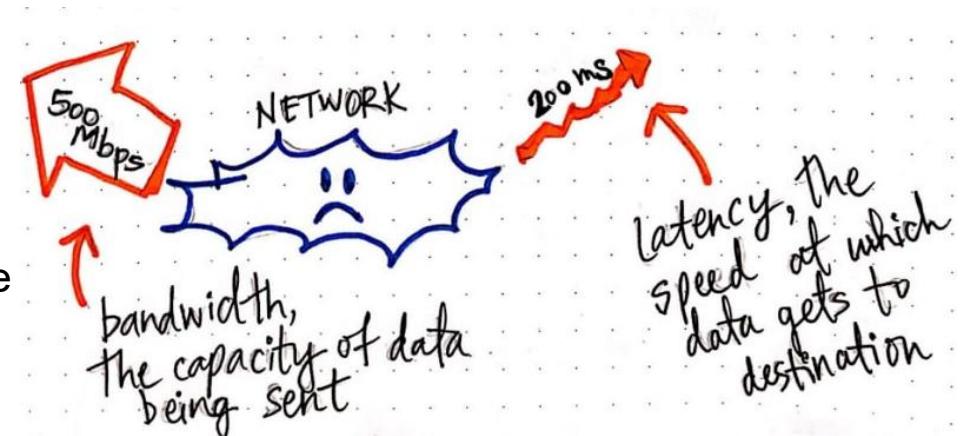 500
Mbps
NETWORK
200 ms
e
bandwidth,
the capacity of data
being sent
latency, the
speed at which
data gets to
destination